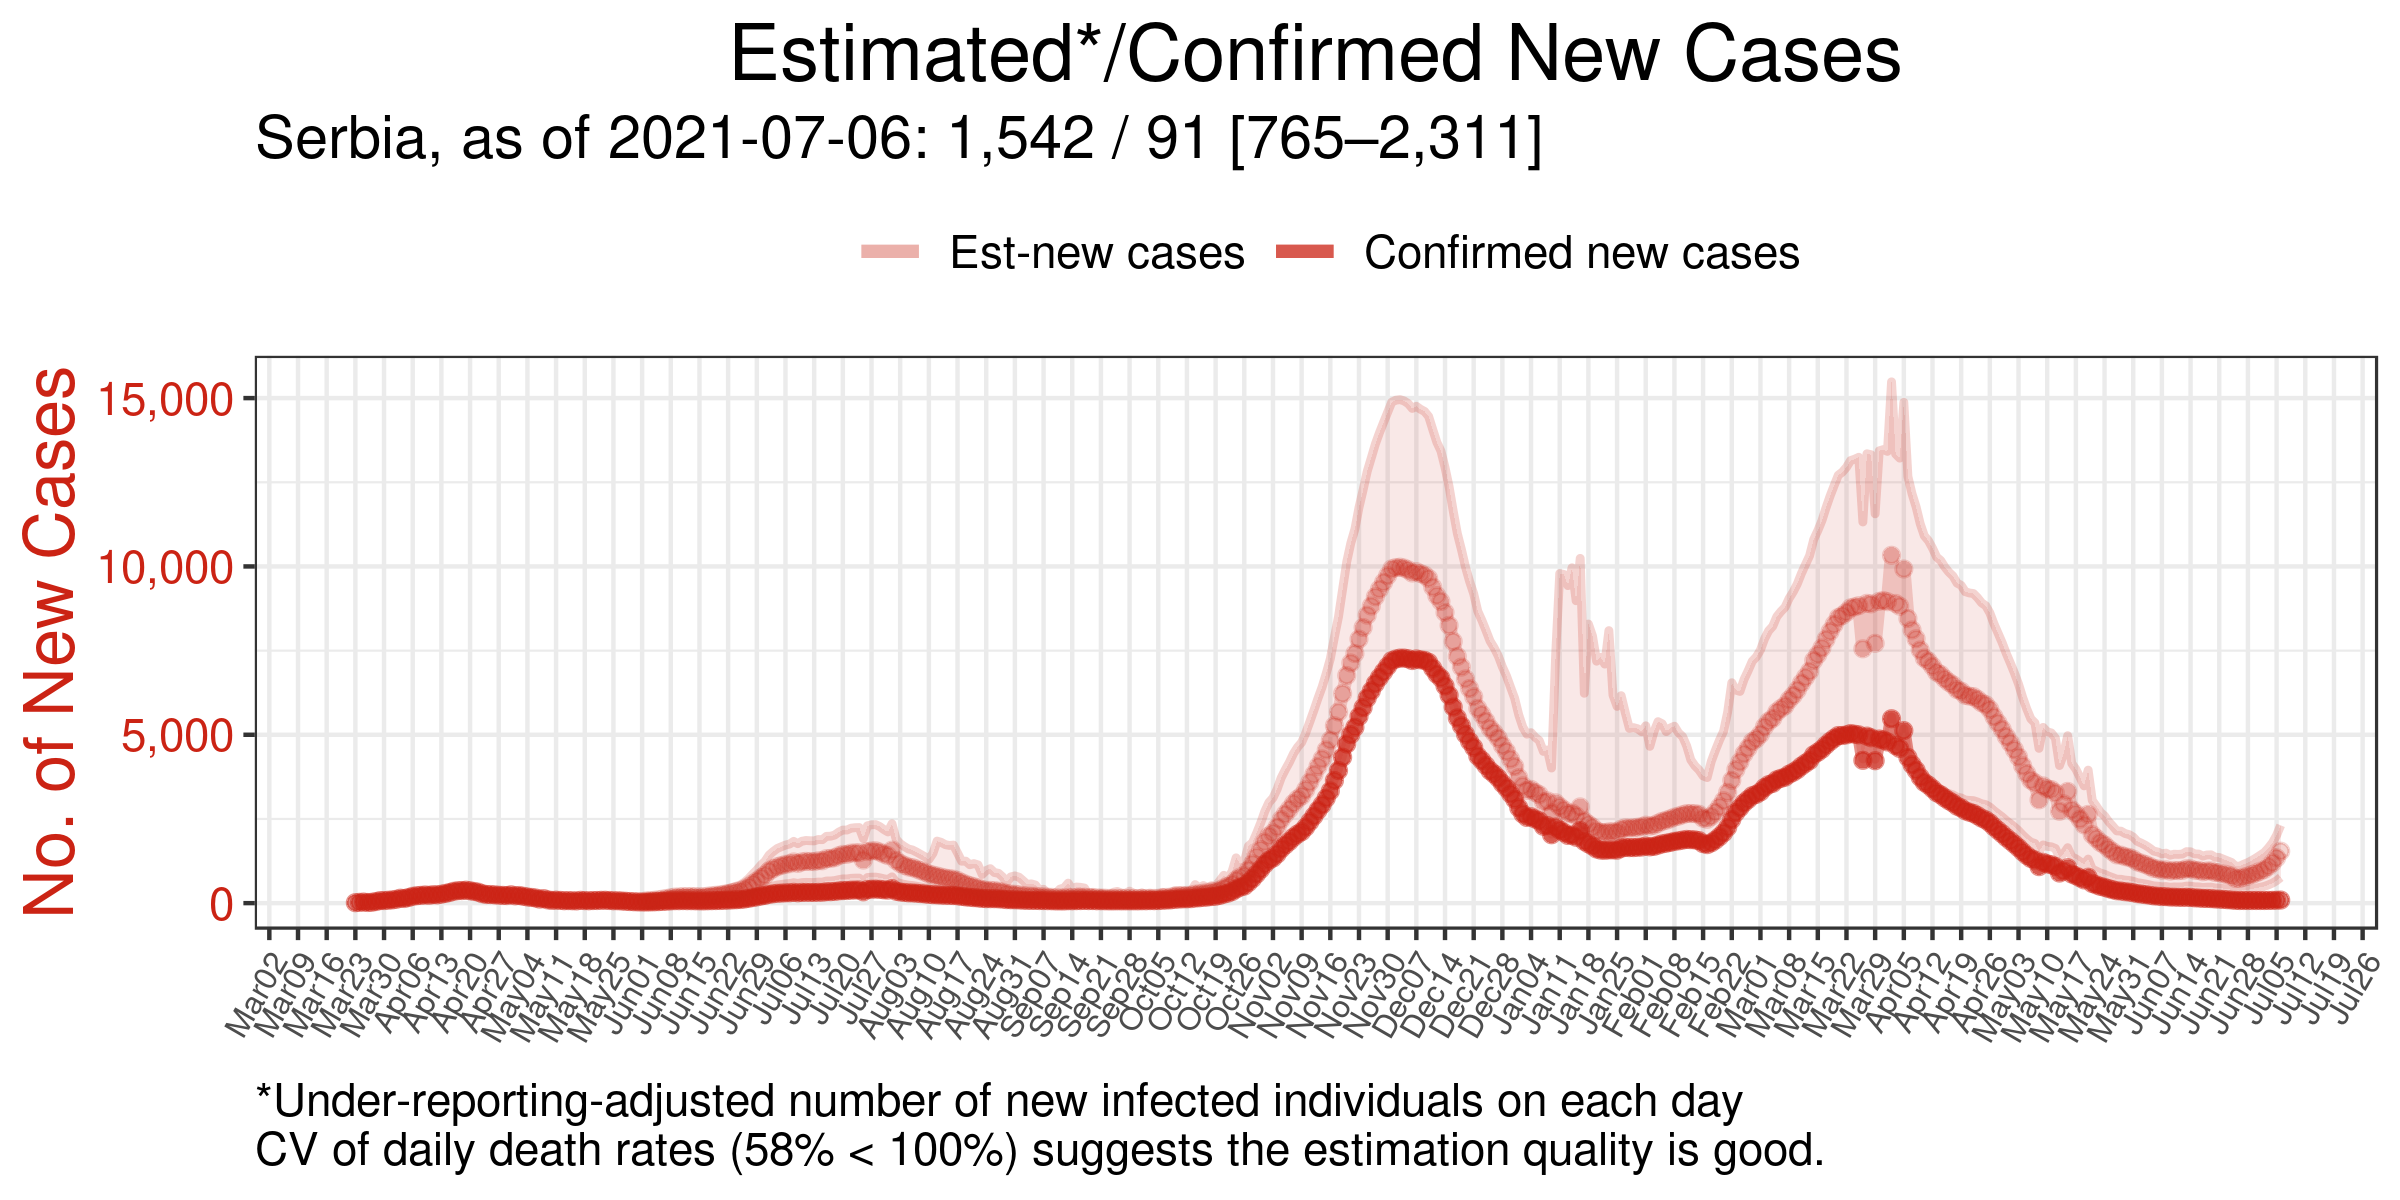 Estimated*/Confirmed New Cases
Serbia, as of 2021-07-06: 1,542 / 91 [765–2,311]
Est-new cases
Confirmed new cases
No. of New Cases
15,000
10,000
5,000
0
Mar02
Mar09
Mar16
Mar23
Mar30
Apr06
Apr13
Apr20
Apr27
May04
May11
May18
May25
Jun01
Jun08
Jun15
Jun22
Jun29
Jul06
Jul13
Jul20
Jul27
Aug03
Aug10
Aug17
Aug24
Aug31
Sep07
Sep14
Sep21
Sep28
Oct05
Oct12
Oct19
Oct26
Nov02
Nov09
Nov16
Nov23
Nov30
Dec07
Dec14
Dec21
Dec28
Jan04
Jan11
Jan18
Jan25
Feb01
Feb08
Feb15
Feb22
Mar01
Mar08
Mar15
Mar22
Mar29
Apr05
Apr12
Apr19
Apr26
May03
May10
May17
May24
May31
Jun07
Jun14
Jun21
Jun28
Jul05
Jul12
Jul19
Jul26
*Under-reporting-adjusted number of new infected individuals on each day
CV of daily death rates (58% < 100%) suggests the estimation quality is good.